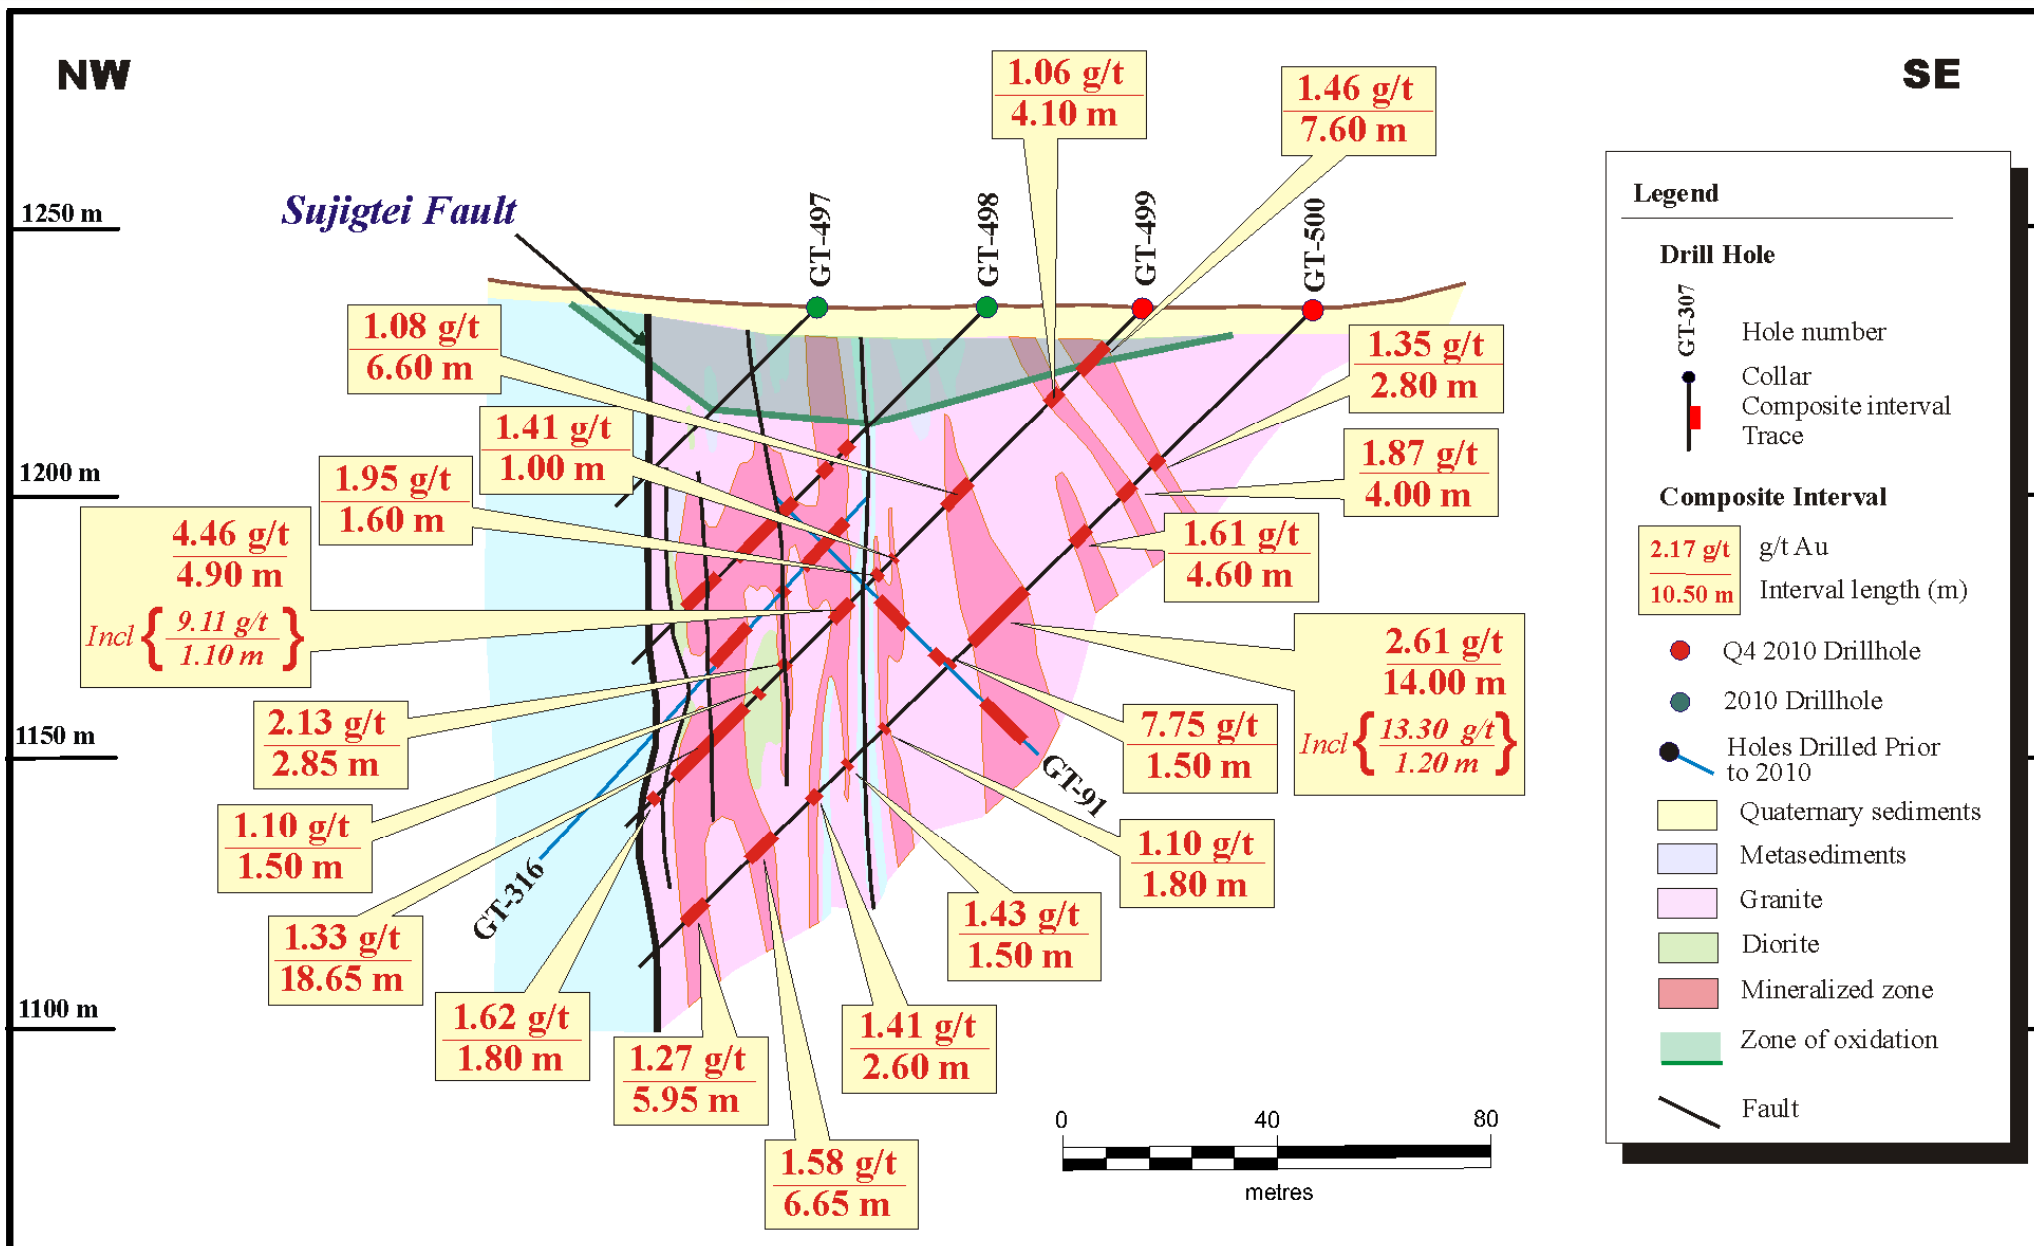 NW
SE
1250 m
1200 m
1150 m
1100 m
Sujigtei Fault
GT-497
GT-498
GT-499
GT-500
1.06 g/t
4.10 m
1.46 g/t
7.60 m
1.08 g/t
6.60 m
1.35 g/t
2.80 m
1.41 g/t
1.00 m
1.87 g/t
4.00 m
1.95 g/t
1.60 m
4.46 g/t
4.90 m
Incl { 9.11 g/t
1.10 m }
1.61 g/t
4.60 m
2.61 g/t
14.00 m
Incl { 13.30 g/t
1.20 m }
2.13 g/t
2.85 m
7.75 g/t
1.50 m
GT-91
1.10 g/t
1.50 m
1.10 g/t
1.80 m
GT-316
1.33 g/t
18.65 m
1.43 g/t
1.50 m
1.62 g/t
1.80 m
1.41 g/t
2.60 m
1.27 g/t
5.95 m
1.58 g/t
6.65 m
0 40 80
metres
Legend
Drill Hole
GT-307
Hole number
Collar
Composite interval
Trace
Composite Interval
2.17 g/t
10.50 m
g/t Au
Interval length (m)
Q4 2010 Drillhole
2010 Drillhole
Holes Drilled Prior
to 2010
Quaternary sediments
Metasediments
Granite
Diorite
Mineralized zone
Zone of oxidation
Fault